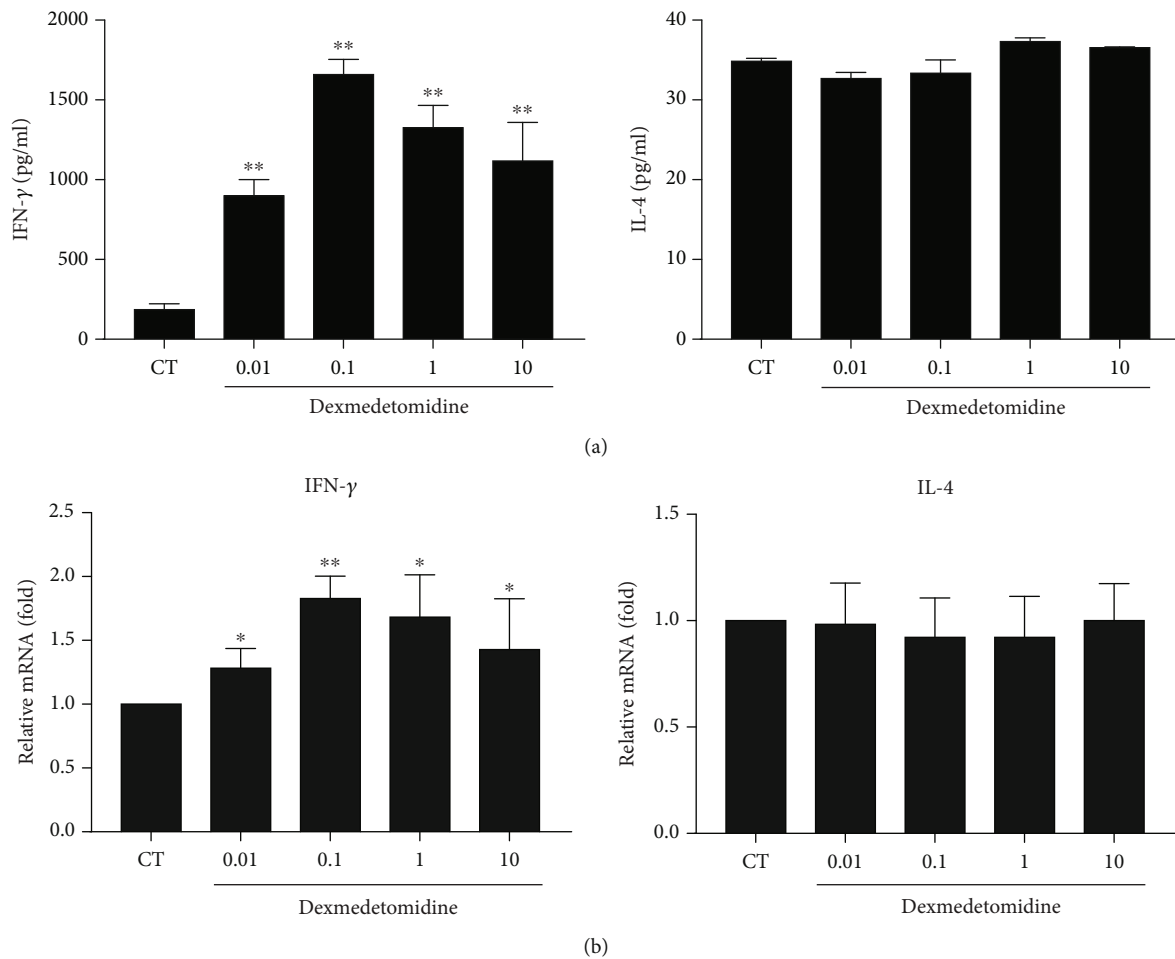 2000
1500
1000
500
0
IFN-γ (pg/ml)
**
**
**
**
CT 0.01 0.1 1 10
Dexmedetomidine
40
30
20
10
0
IL-4 (pg/ml)
CT 0.01 0.1 1 10
Dexmedetomidine
(a)
IFN-γ
2.5
2.0
1.5
1.0
0.5
0.0
Relative mRNA (fold)
*
**
*
*
CT 0.01 0.1 1 10
Dexmedetomidine
IL-4
1.5
1.0
0.5
0.0
Relative mRNA (fold)
CT 0.01 0.1 1 10
Dexmedetomidine
(b)